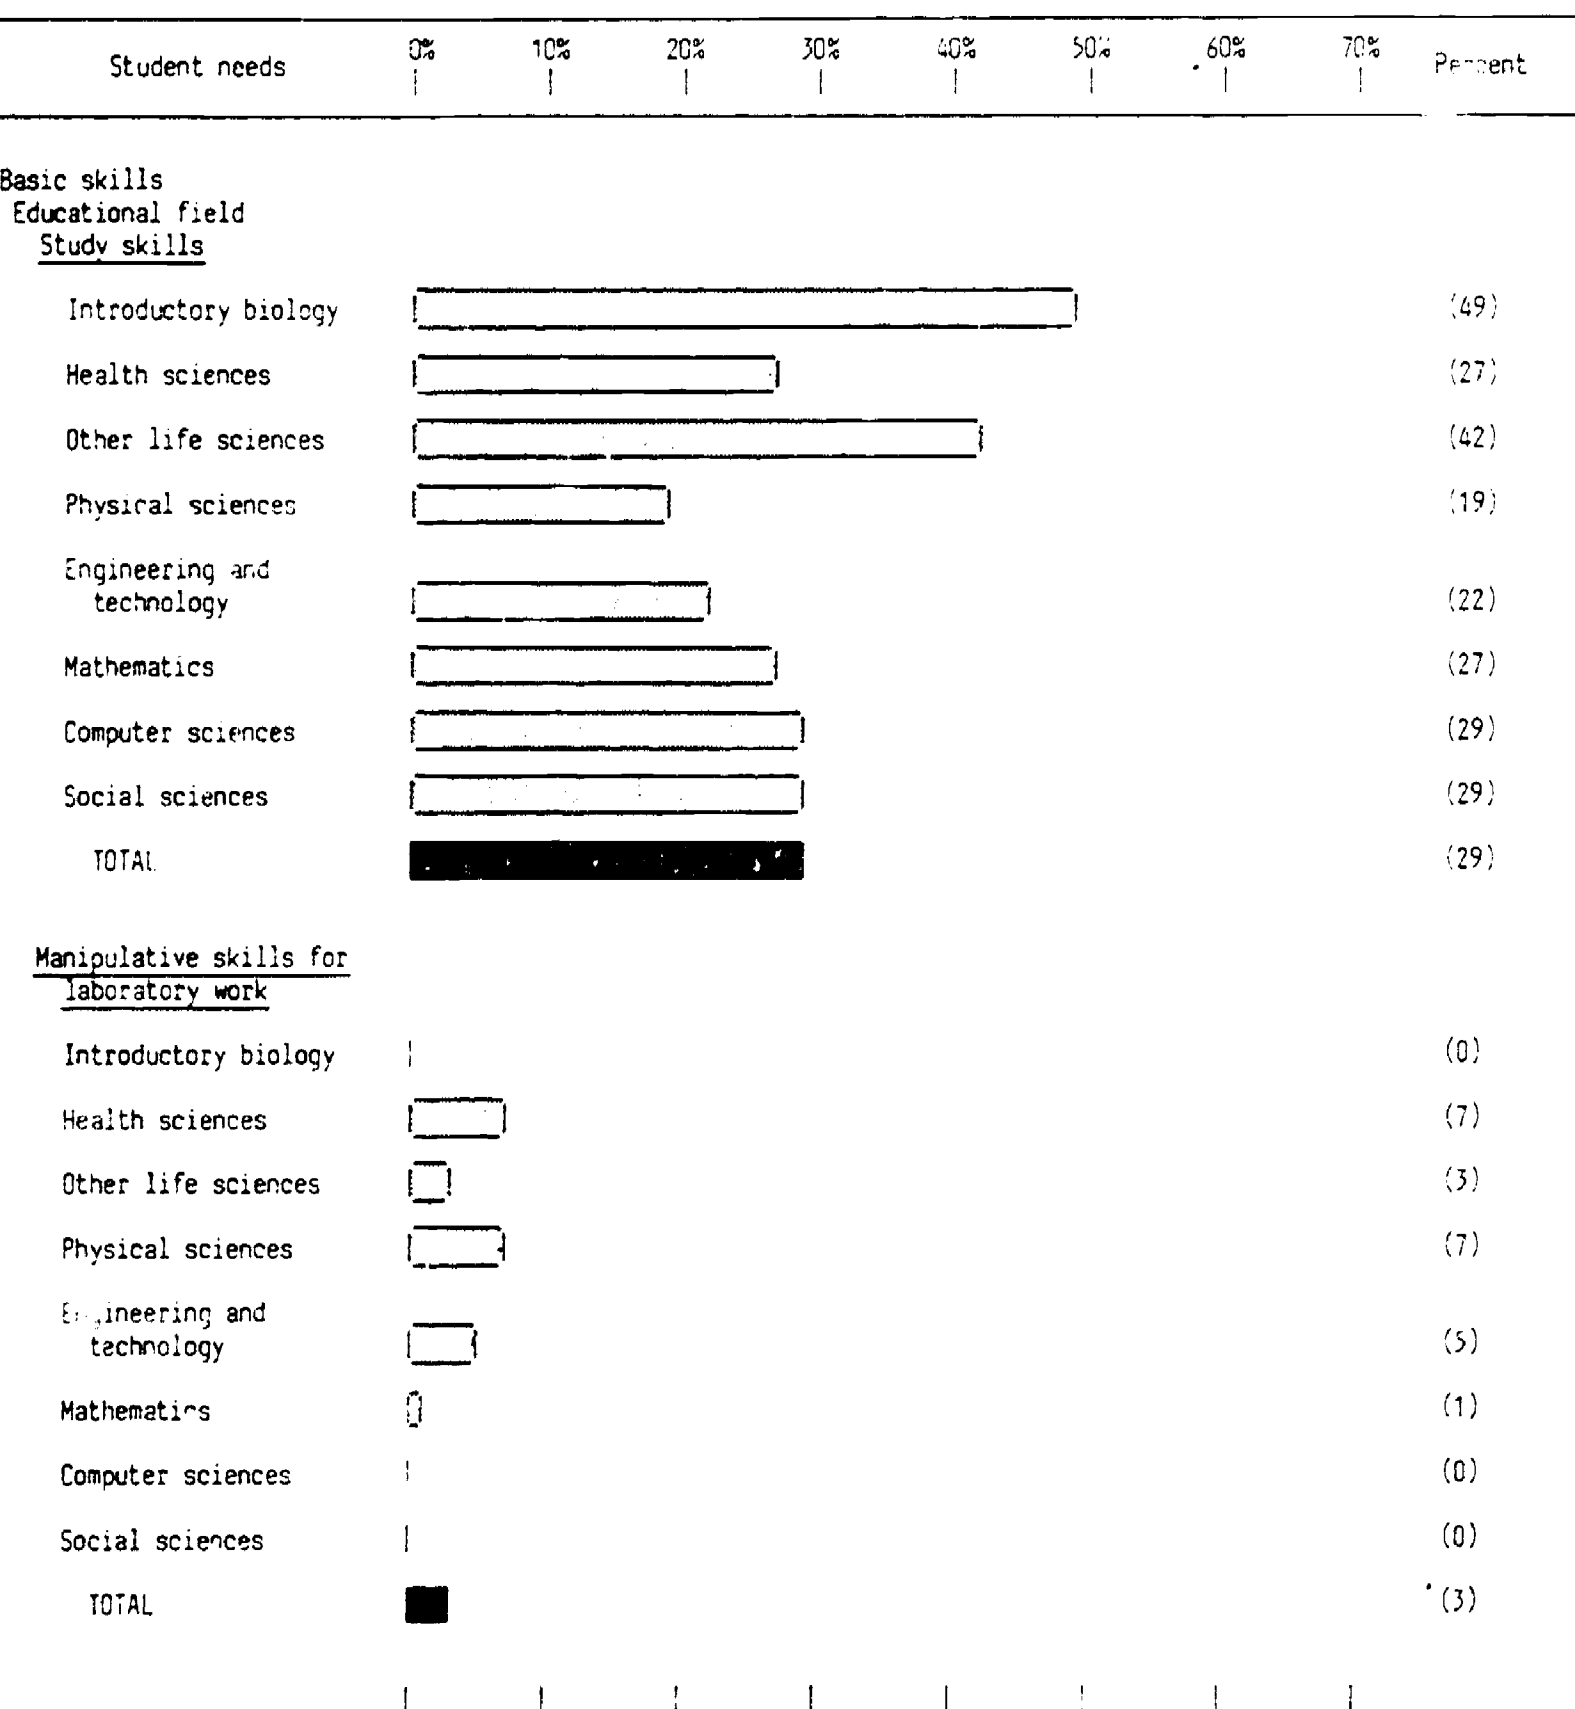 Student needs 0% 10% 20% 30% 40% 50% 60% 70% Percent
Basic skills
Educational field
Study skills
Introductory biology (49)
Health sciences (27)
Other life sciences (42)
Physical sciences (19)
Engineering and
technology (22)
Mathematics (27)
Computer sciences (29)
Social sciences (29)
TOTAL (29)
Manipulative skills for
laboratory work
Introductory biology (0)
Health sciences (7)
Other life sciences (3)
Physical sciences (7)
Engineering and
technology (5)
Mathematics (1)
Computer sciences (0)
Social sciences (0)
TOTAL (3)